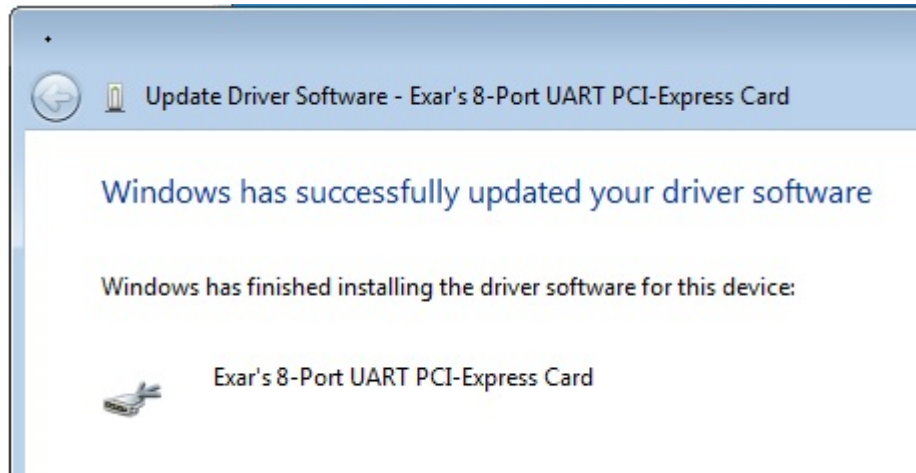 Update Driver Software - Exar's 8-Port UART PCI-Express Card
Windows has successfully updated your driver software
Windows has finished installing the driver software for this device:
Exar's 8-Port UART PCI-Express Card